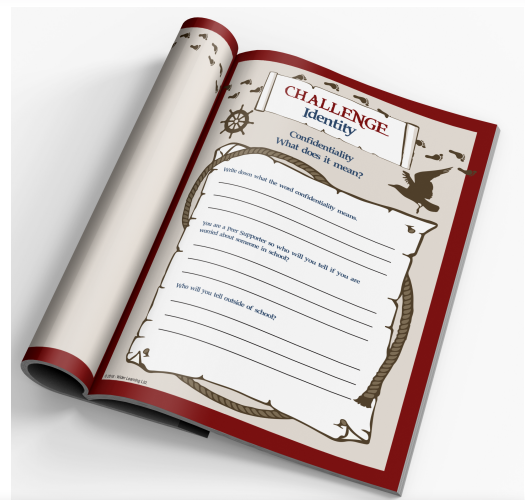 CHALLENGE
Identity
Confidentiality
What does it mean?
Write down what the word confidentiality means.
You are a Peer Supporter so who will you tell if you are
worried about someone in school?
Who will you tell outside of school?